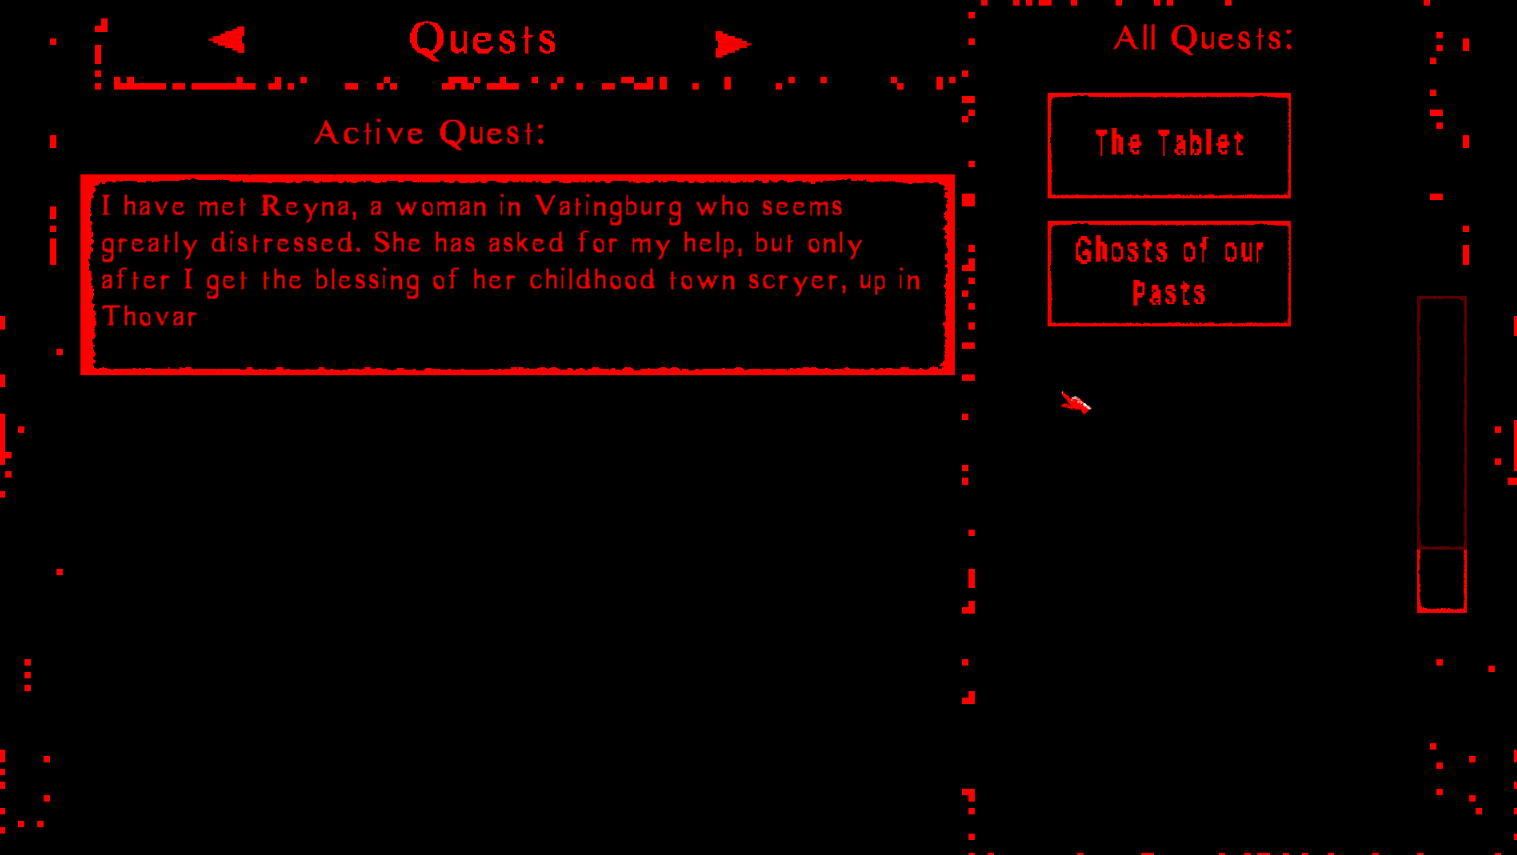 Quests
Active Quest:
I have met Reyna, a woman in Vatingburg who seems
greatly distressed. She has asked for my help, but only
after I get the blessing of her childhood town scryer, up in
Thovar
All Quests:
The Tablet
Ghosts of our
Pasts